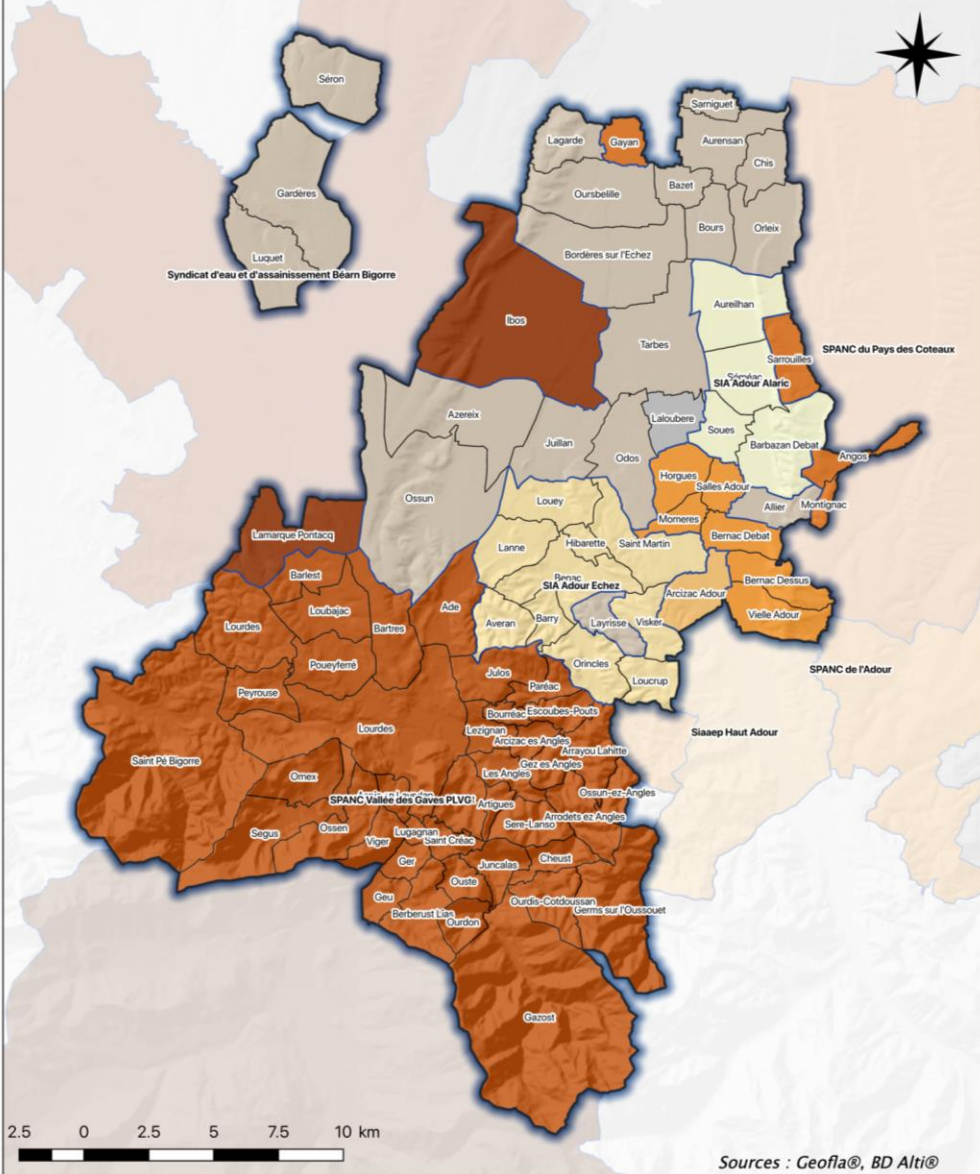 Séron
Sarniguet
Lagarde
Gayan
Aurensan
Chis
Oursbelille
Bazet
Gardères
Bours
Orleix
Luquet
Bordères sur l'Echez
Syndicat d'eau et d'assainissement Béarn Bigorre
Aureilhan
Ibos
Tarbes
SPANC du Pays des Coteaux
Sarrouilles
SIA Adour Alaric
Azereix
Laloubere
Soues
Juillan
Barbazan Debat
Odos
Angos
Horgues
Salles Adour
Ossun
Louey
Allier
Montignac
Momeres
Lamarque Pontacq
Bernac Debat
Lanne
Hibarette
Saint Martin
Barlest
Benac
Bernac Dessus
SIA Adour Echez
Arcizac Adour
Loubajac
Ade
Vielle Adour
Lourdes
Bartres
Averan
Barry
Layrisse
Visker
Poueyferré
Orincles
SPANC de l'Adour
Julos
Loucrup
Peyrouse
Paréac
Bourréac
Escoubes-Pouts
Lourdes
Lezignan
Siaaep Haut Adour
Arcizac es Angles
Arrayou Lahitte
Saint Pé Bigorre
Gez es Angles
Omex
Les Angles
Ossun-ez-Angles
SPANC Vallée des Gaves PLVG
Artigues
Arrodets ez Angles
Ossen
Sere-Lanso
Segus
Lugagnan
Viger
Saint Créac
Ger
Cheust
Juncalas
Ouste
Geu
Ourdis-Cotdoussan
Berberust Lias
Germs sur l'Oussouet
Ourdon
Gazost
2.5 0 2.5 5 7.5 10 km
Sources : Geofla®, BD Alti®